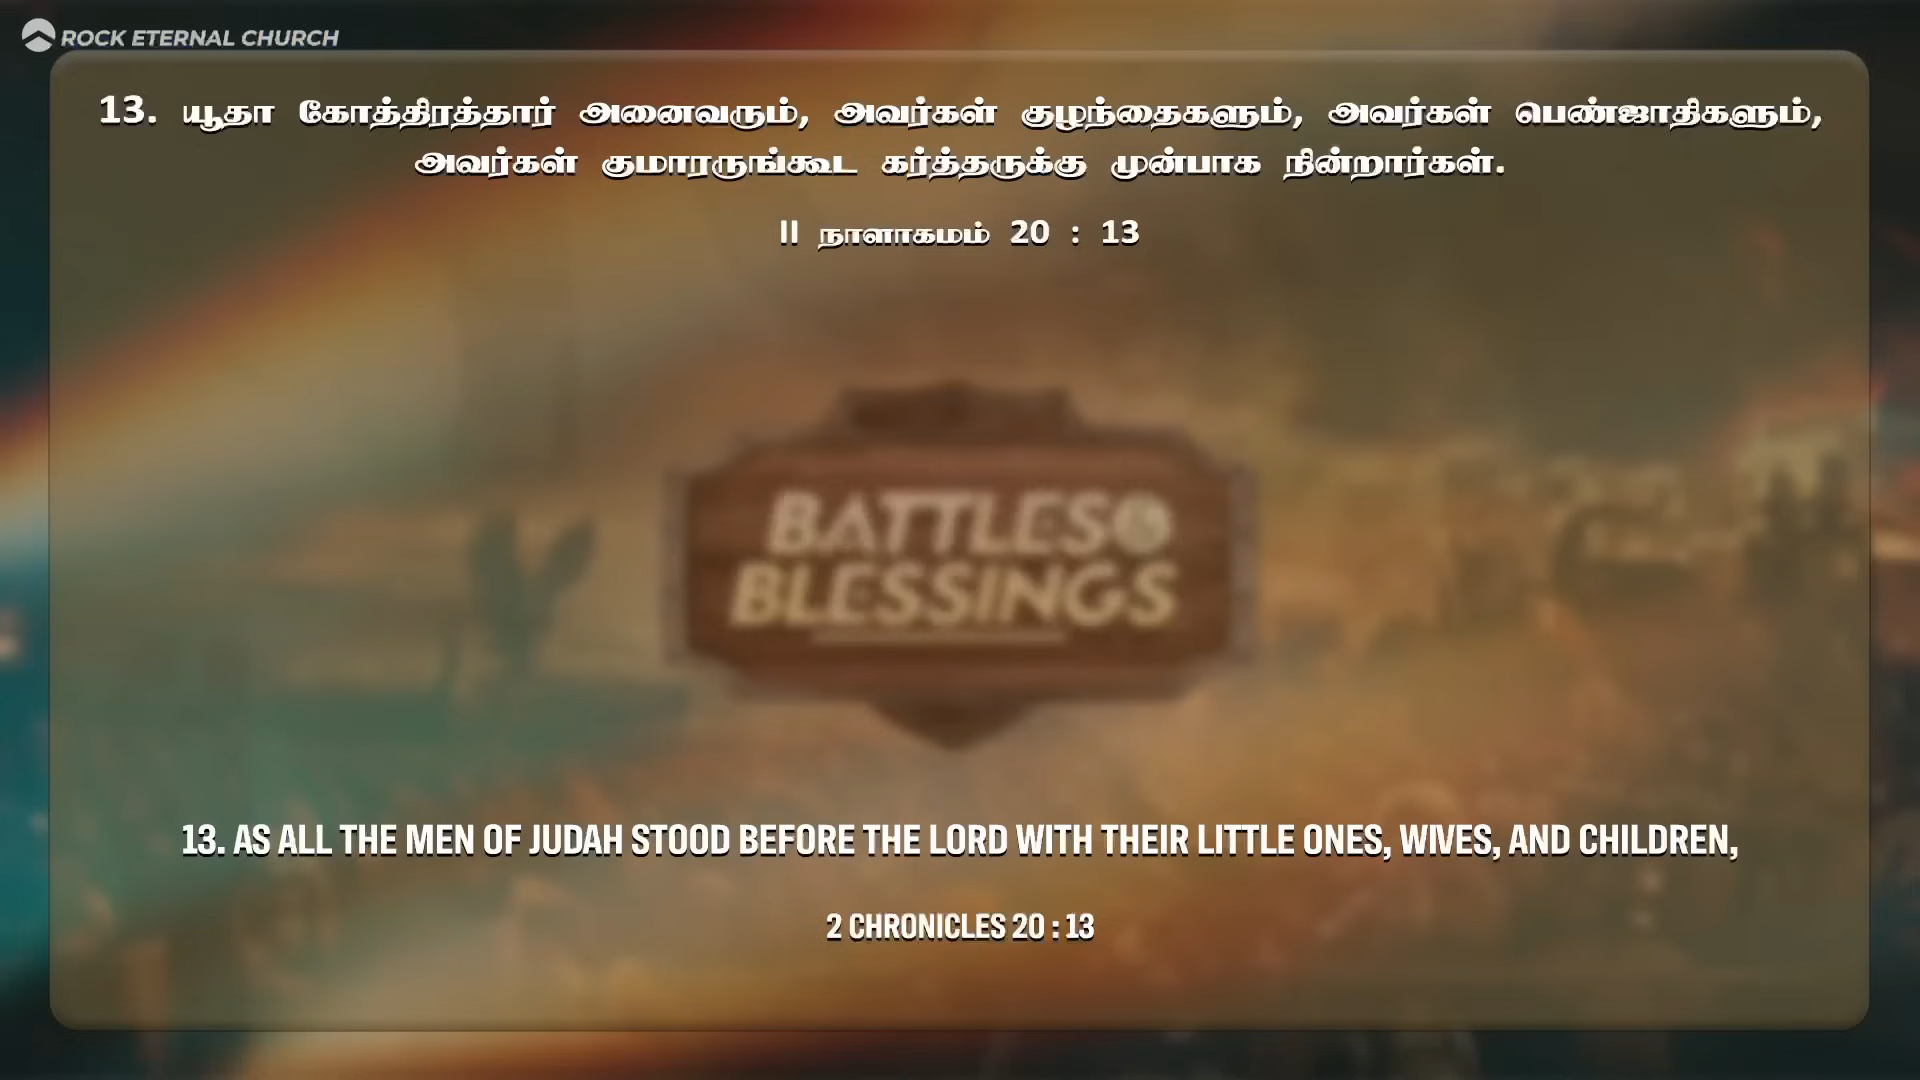 ROCK ETERNAL CHURCH
13. யூதா கோத்திரத்தார் அனைவரும், அவர்கள் குழந்தைகளும், அவர்கள் பெண்ஜாதிகளும்,
அவர்கள் குமாரருங்கூட கர்த்தருக்கு முன்பாக நின்றார்கள்.
II நாளாகமம் 20 : 13
BATTLES
BLESSINGS
13. AS ALL THE MEN OF JUDAH STOOD BEFORE THE LORD WITH THEIR LITTLE ONES, WIVES, AND CHILDREN,
2 CHRONICLES 20 : 13